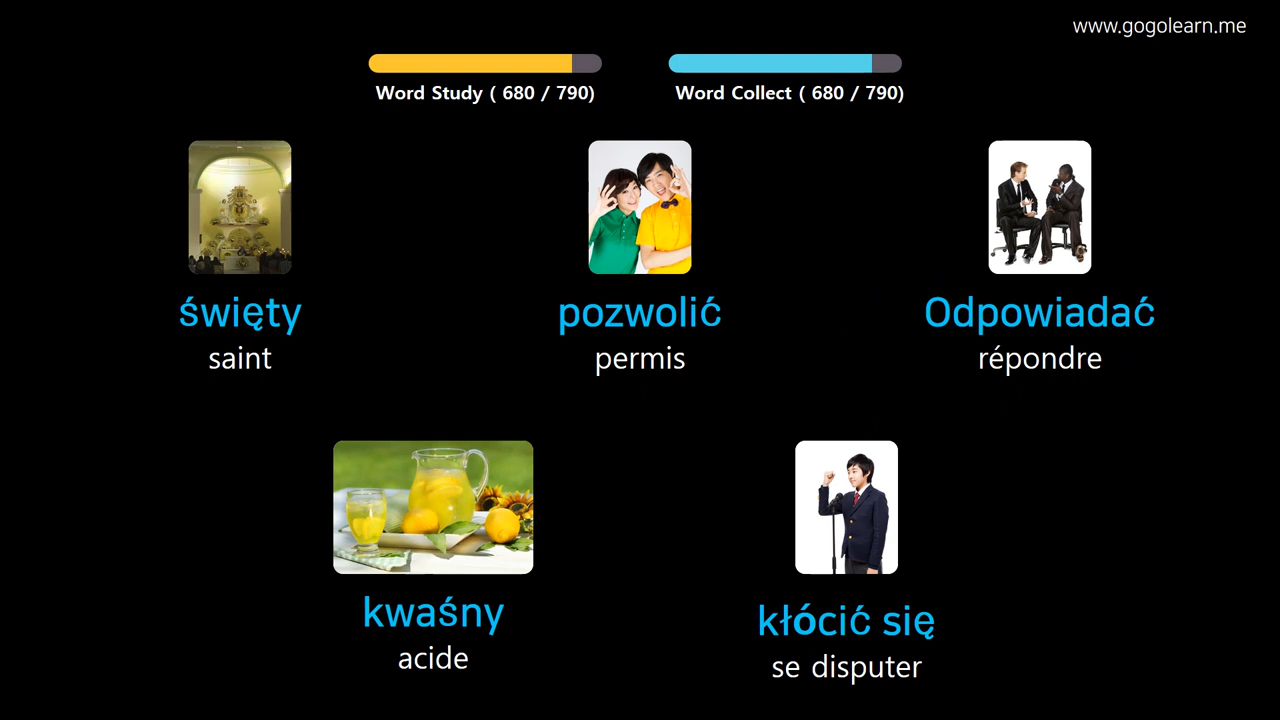 www.gogolearn.me
Word Study ( 680 / 790)
Word Collect ( 680 / 790)
święty
saint
pozwolić
permis
Odpowiadać
répondre
kwaśny
acide
kłócić się
se disputer